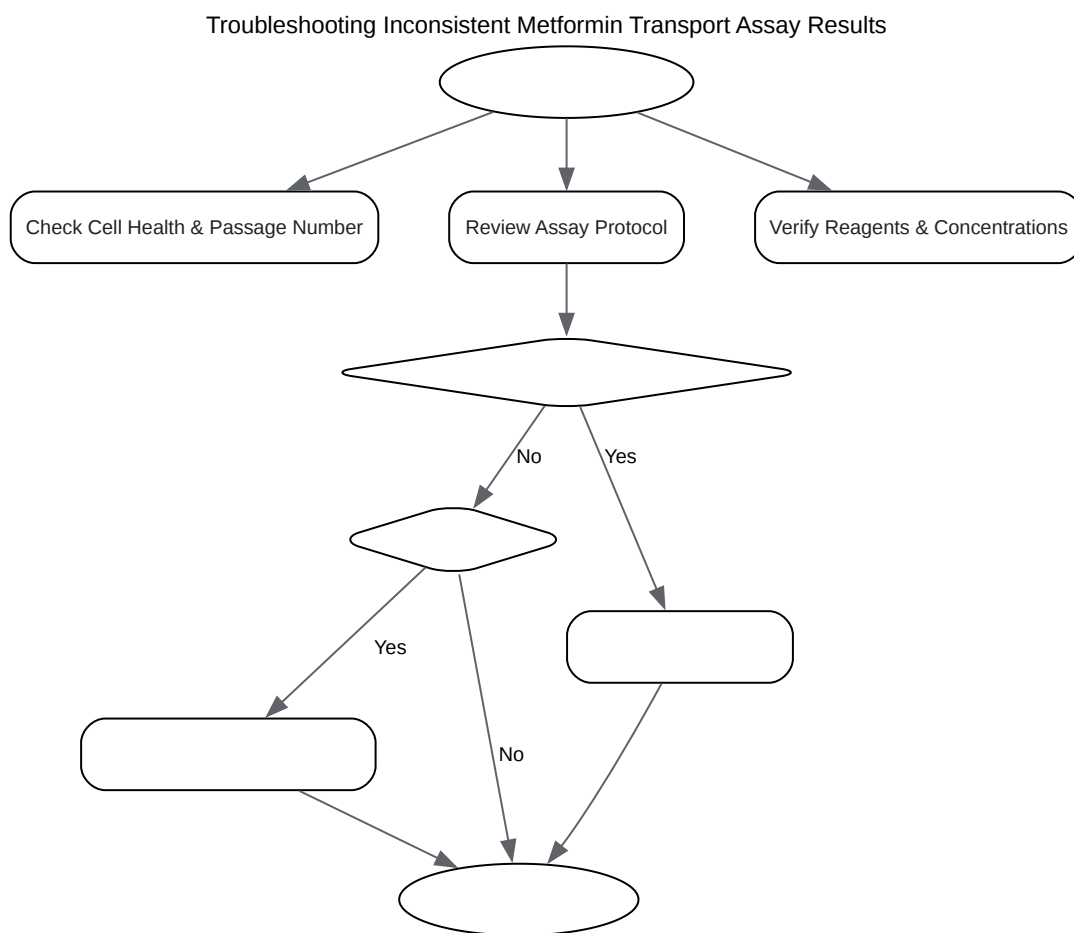 Troubleshooting Inconsistent Metformin Transport Assay Results
Check Cell Health & Passage Number
Review Assay Protocol
Verify Reagents & Concentrations
No
Yes
Yes
No